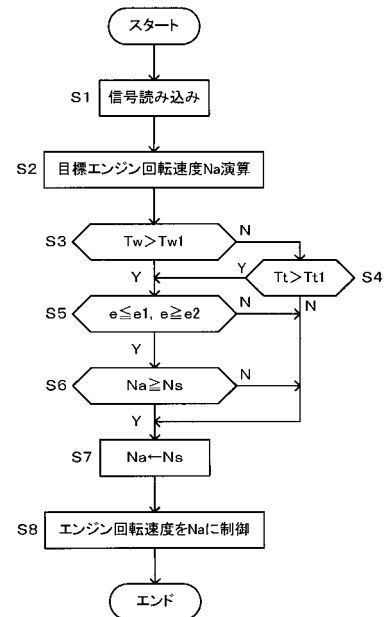 スタート
S1
信号読み込み
S2
目標エンジン回転速度Na演算
S3
Tw>Tw1
N
Y
Y
Tt>Tt1
S4
S5
e≦e1, e≧e2
N
N
Y
S6
Na≧Ns
N
Y
S7
Na←Ns
S8
エンジン回転速度をNaに制御
エンド